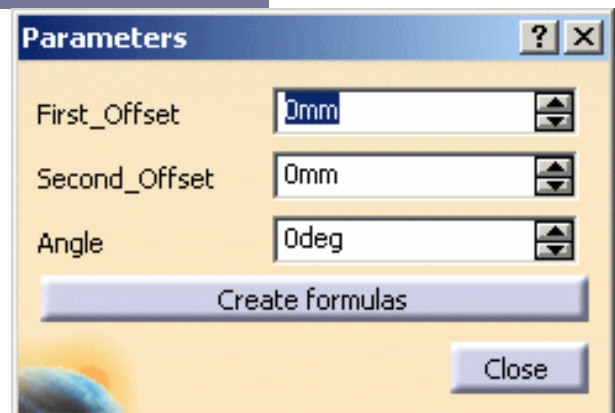 Parameters
First_Offset 0mm
Second_Offset 0mm
Angle 0deg
Create formulas
Close